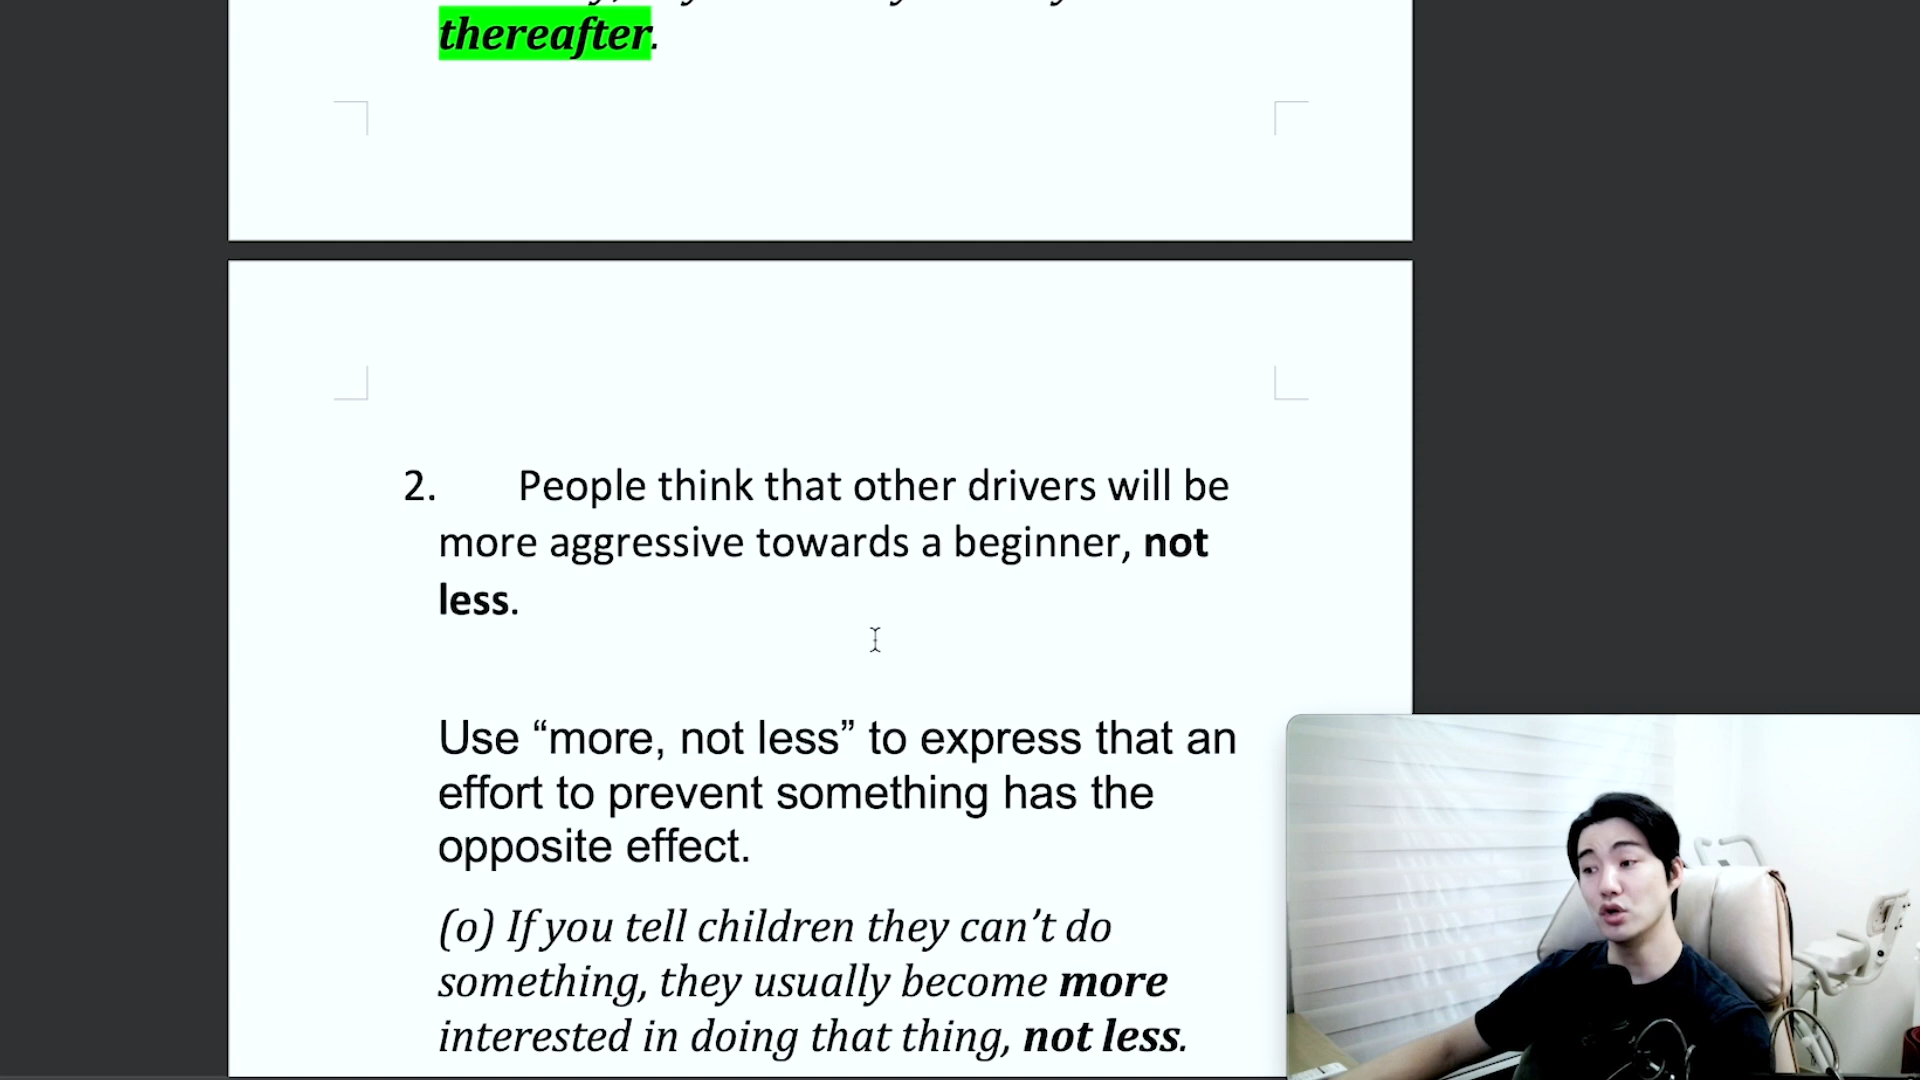 thereafter.
2. People think that other drivers will be
more aggressive towards a beginner, not
less.
Use “more, not less” to express that an
effort to prevent something has the
opposite effect.
(o) If you tell children they can’t do
something, they usually become more
interested in doing that thing, not less.